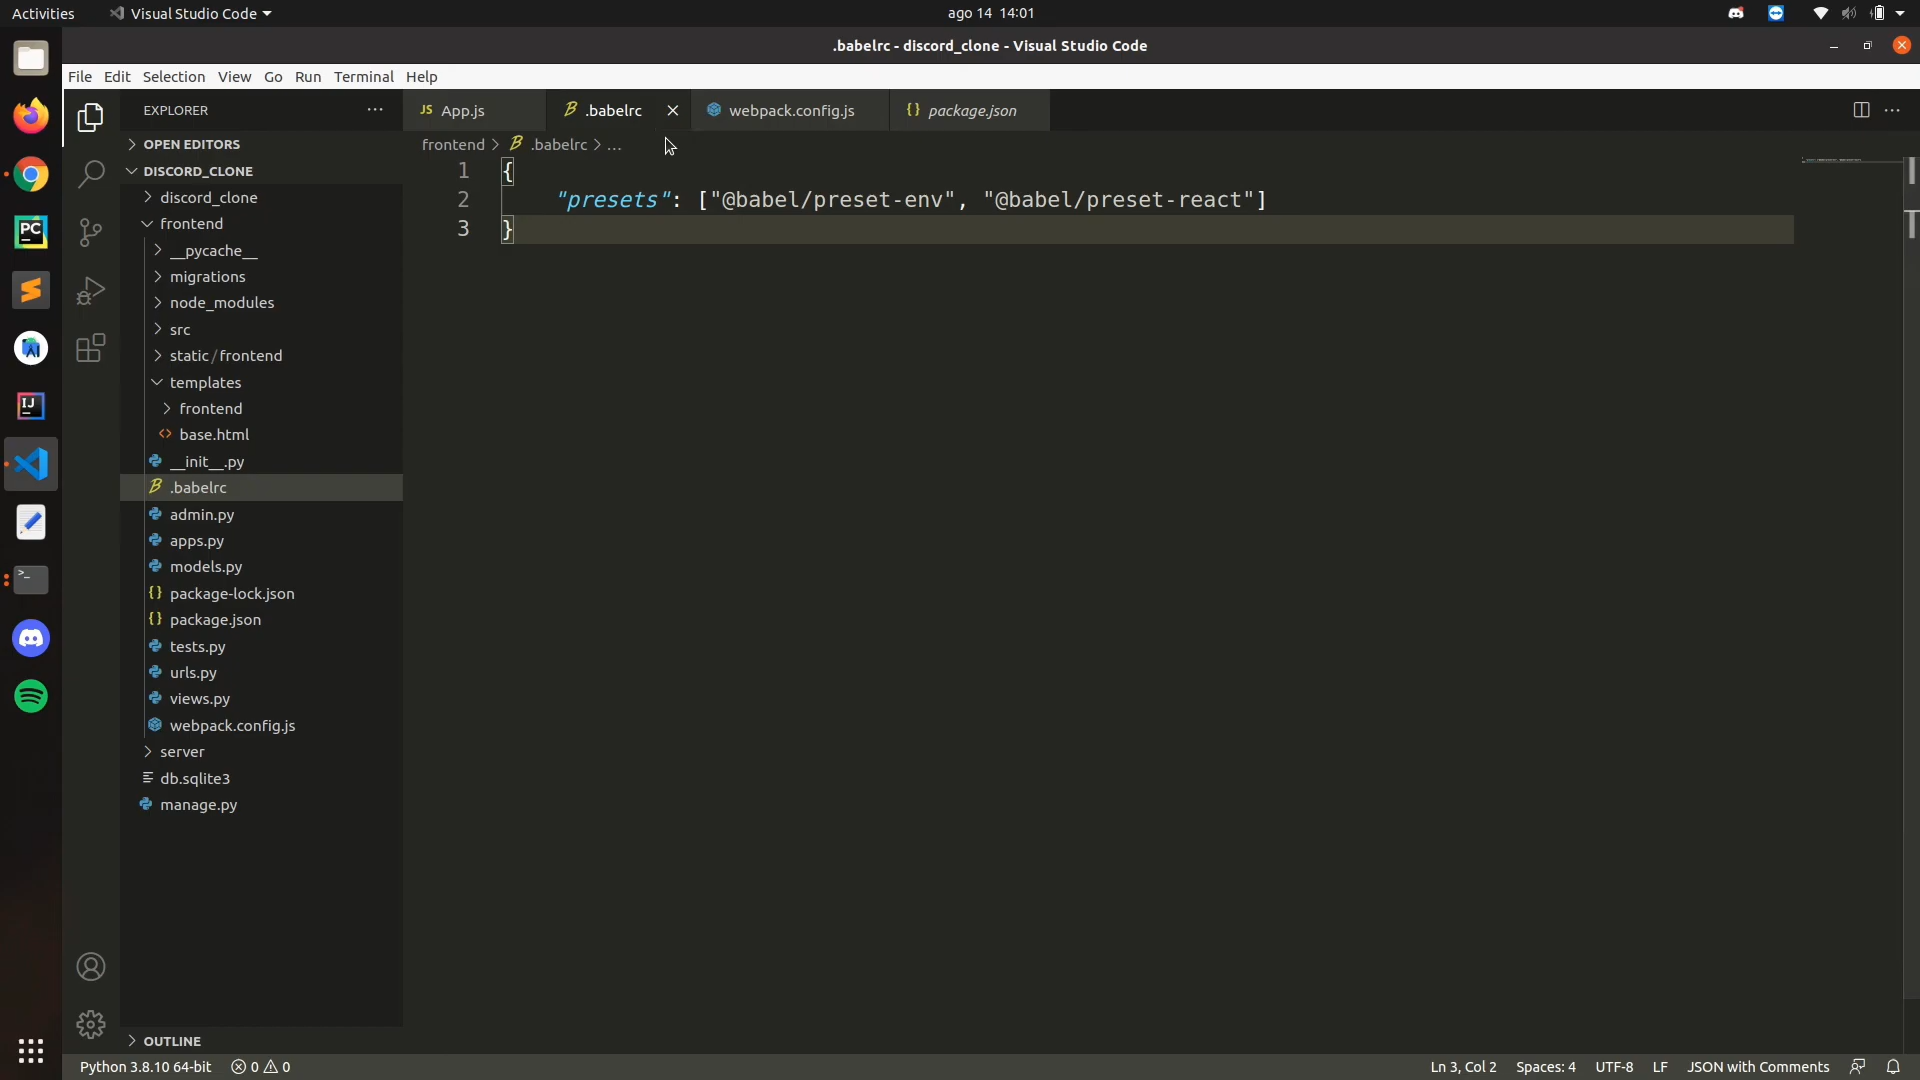 Activities
Visual Studio Code
ago 14 14:01
.babelrc - discord_clone - Visual Studio Code
File Edit Selection View Go Run Terminal Help
EXPLORER
JS App.js
.babelrc
webpack.config.js
{} package.json
OPEN EDITORS
frontend > .babelrc > ...
DISCORD_CLONE
1 {
2 "presets": ["@babel/preset-env", "@babel/preset-react"]
3 }
discord_clone
frontend
__pycache__
migrations
node_modules
src
static/frontend
templates
frontend
<> base.html
__init__.py
.babelrc
admin.py
apps.py
models.py
{} package-lock.json
{} package.json
tests.py
urls.py
views.py
webpack.config.js
server
db.sqlite3
manage.py
PC
IJ
OUTLINE
Python 3.8.10 64-bit
0 0
Ln 3, Col 2
Spaces: 4
UTF-8
LF
JSON with Comments